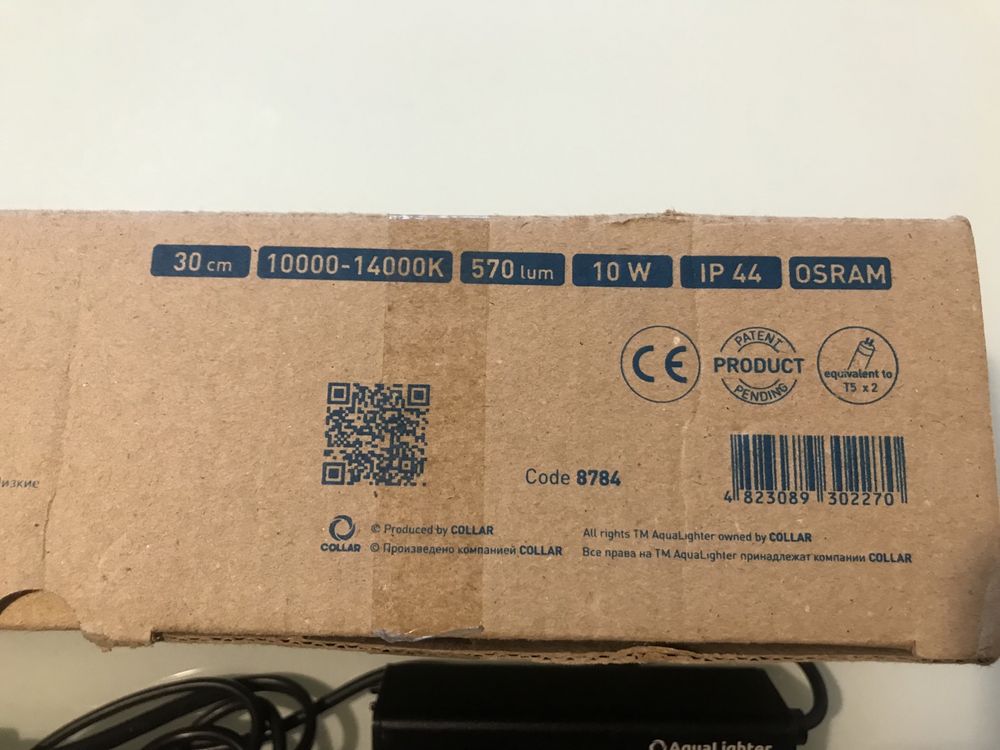 30 cm 10000-14000K 570 lum 10 W IP 44 OSRAM
CE
PATENT
PRODUCT
PENDING
equivalent to
T5 x 2
Code 8784
4 823089 302270
COLLAR
© Produced by COLLAR
© Произведено компанией COLLAR
All rights TM AquaLighter owned by COLLAR
Все права на ТМ AquaLighter принадлежат компании COLLAR
AquaLighter